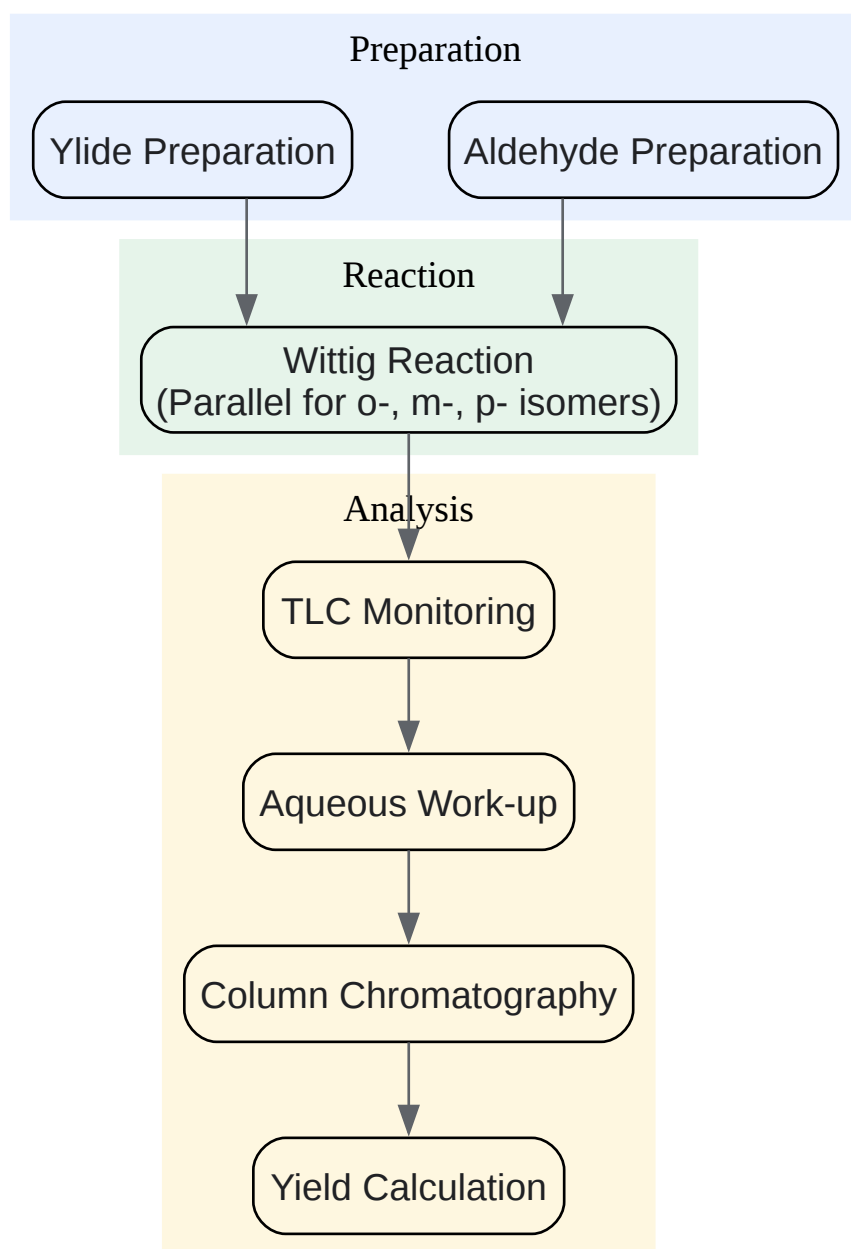 Preparation
Ylide Preparation
Aldehyde Preparation
Reaction
Wittig Reaction
(Parallel for o-, m-, p- isomers)
Analysis
TLC Monitoring
Aqueous Work-up
Column Chromatography
Yield Calculation